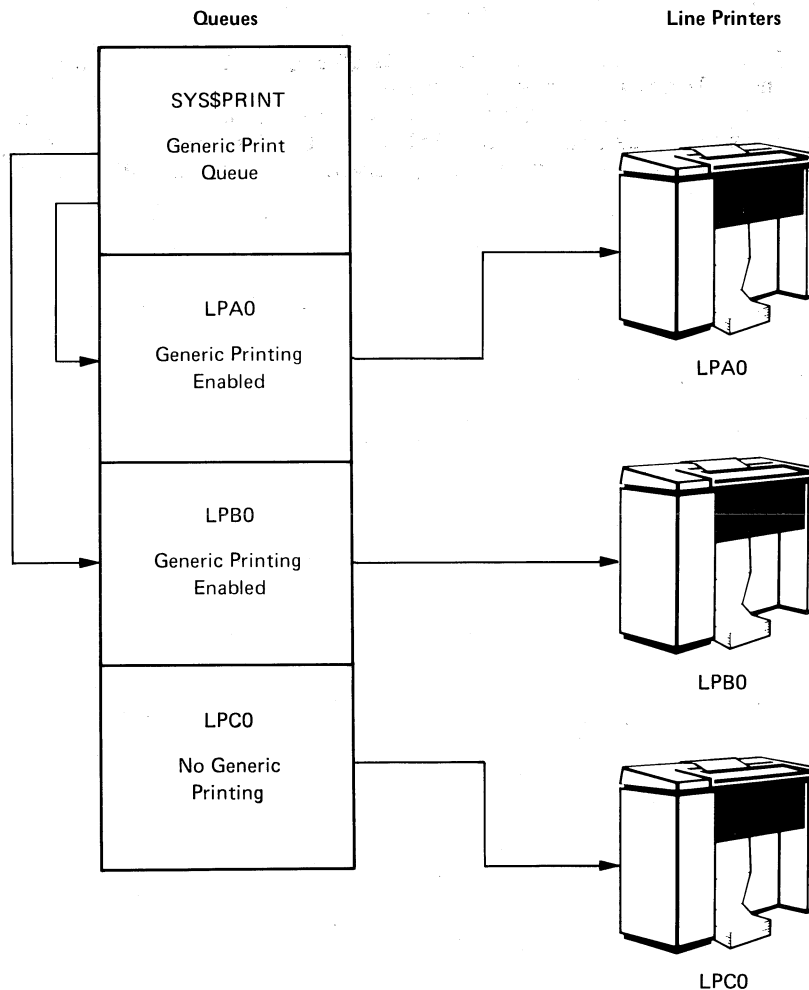 Queues
Line Printers
SYS$PRINT
Generic Print
Queue
LPA0
Generic Printing
Enabled
LPA0
LPB0
Generic Printing
Enabled
LPB0
LPC0
No Generic
Printing
LPC0